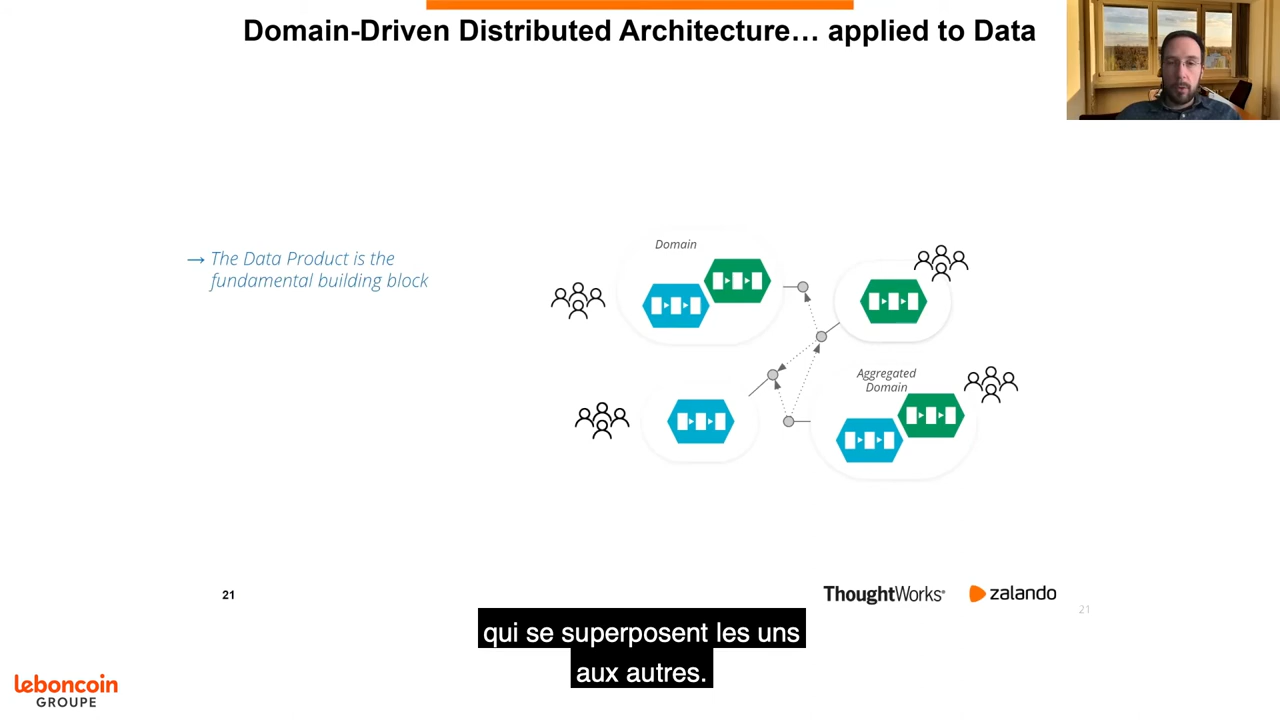 Domain-Driven Distributed Architecture… applied to Data
→ The Data Product is the
fundamental building block
Domain
Aggregated
Domain
21
ThoughtWorks®
zalando
21
qui se superposent les uns
aux autres.
leboncoin
GROUPE